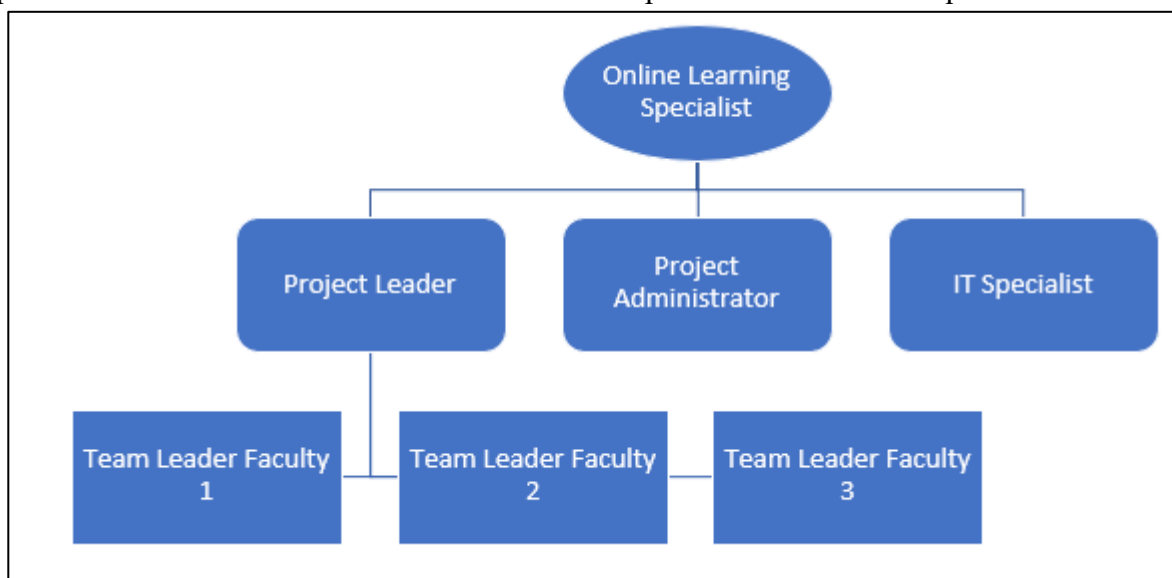 Online Learning
Specialist
Project Leader
Project
Administrator
IT Specialist
Team Leader Faculty
1
Team Leader Faculty
2
Team Leader Faculty
3